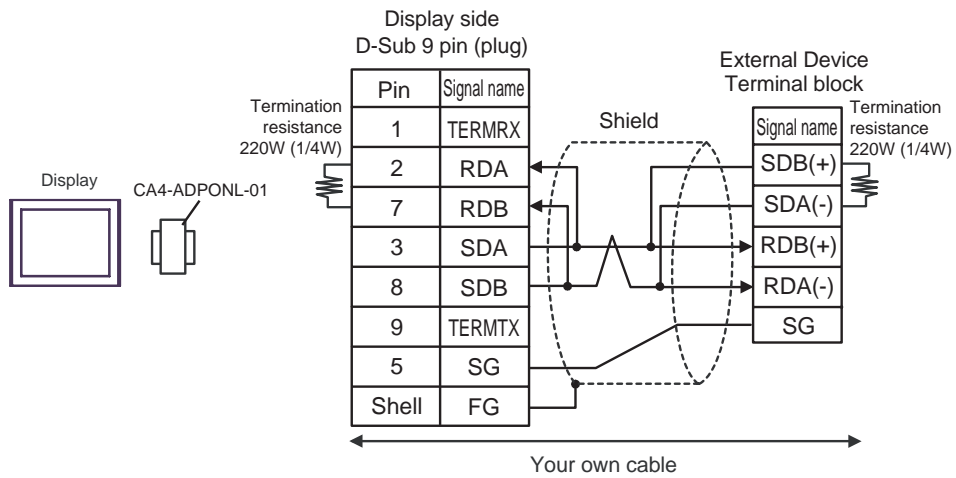 Display side
D-Sub 9 pin (plug)
External Device
Terminal block
Pin Signal name
Termination
resistance
220W (1/4W)
1 TERMRX
2 RDA
7 RDB
3 SDA
8 SDB
9 TERMTX
5 SG
Shell FG
Shield
Signal name
SDB(+)
SDA(-)
RDB(+)
RDA(-)
SG
Termination
resistance
220W (1/4W)
Display
CA4-ADPONL-01
Your own cable